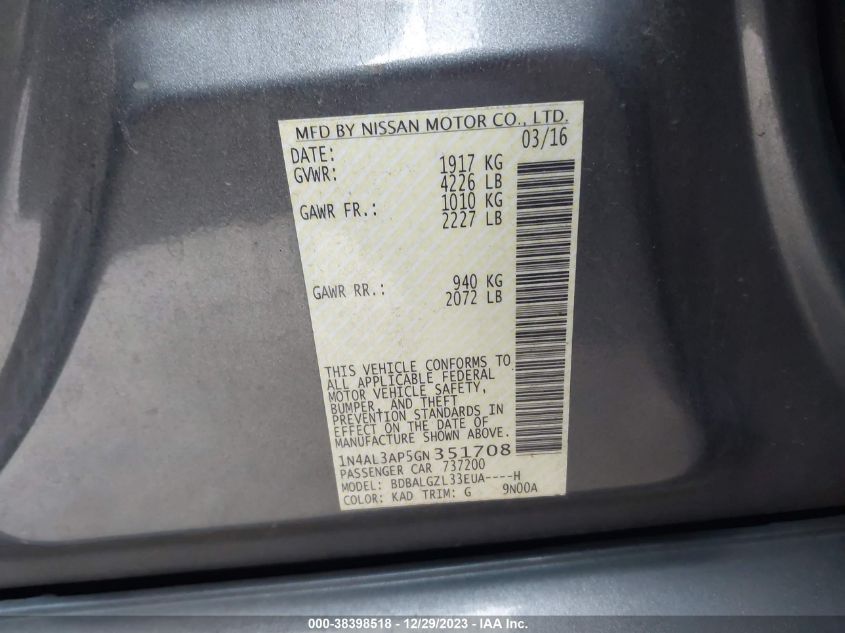 MFD BY NISSAN MOTOR CO., LTD.
DATE: 03/16
GVWR: 1917 KG
4226 LB
GAWR FR.: 1010 KG
2227 LB
GAWR RR.: 940 KG
2072 LB
THIS VEHICLE CONFORMS TO
ALL APPLICABLE FEDERAL
MOTOR VEHICLE SAFETY,
BUMPER, AND THEFT
PREVENTION STANDARDS IN
EFFECT ON THE DATE OF
MANUFACTURE SHOWN ABOVE.
1N4AL3AP5GN351708
PASSENGER CAR 737200
MODEL: BDBALGZL33EUA----H
COLOR: KAD TRIM: G 9N00A
000-38398518 - 12/29/2023 - IAA Inc.